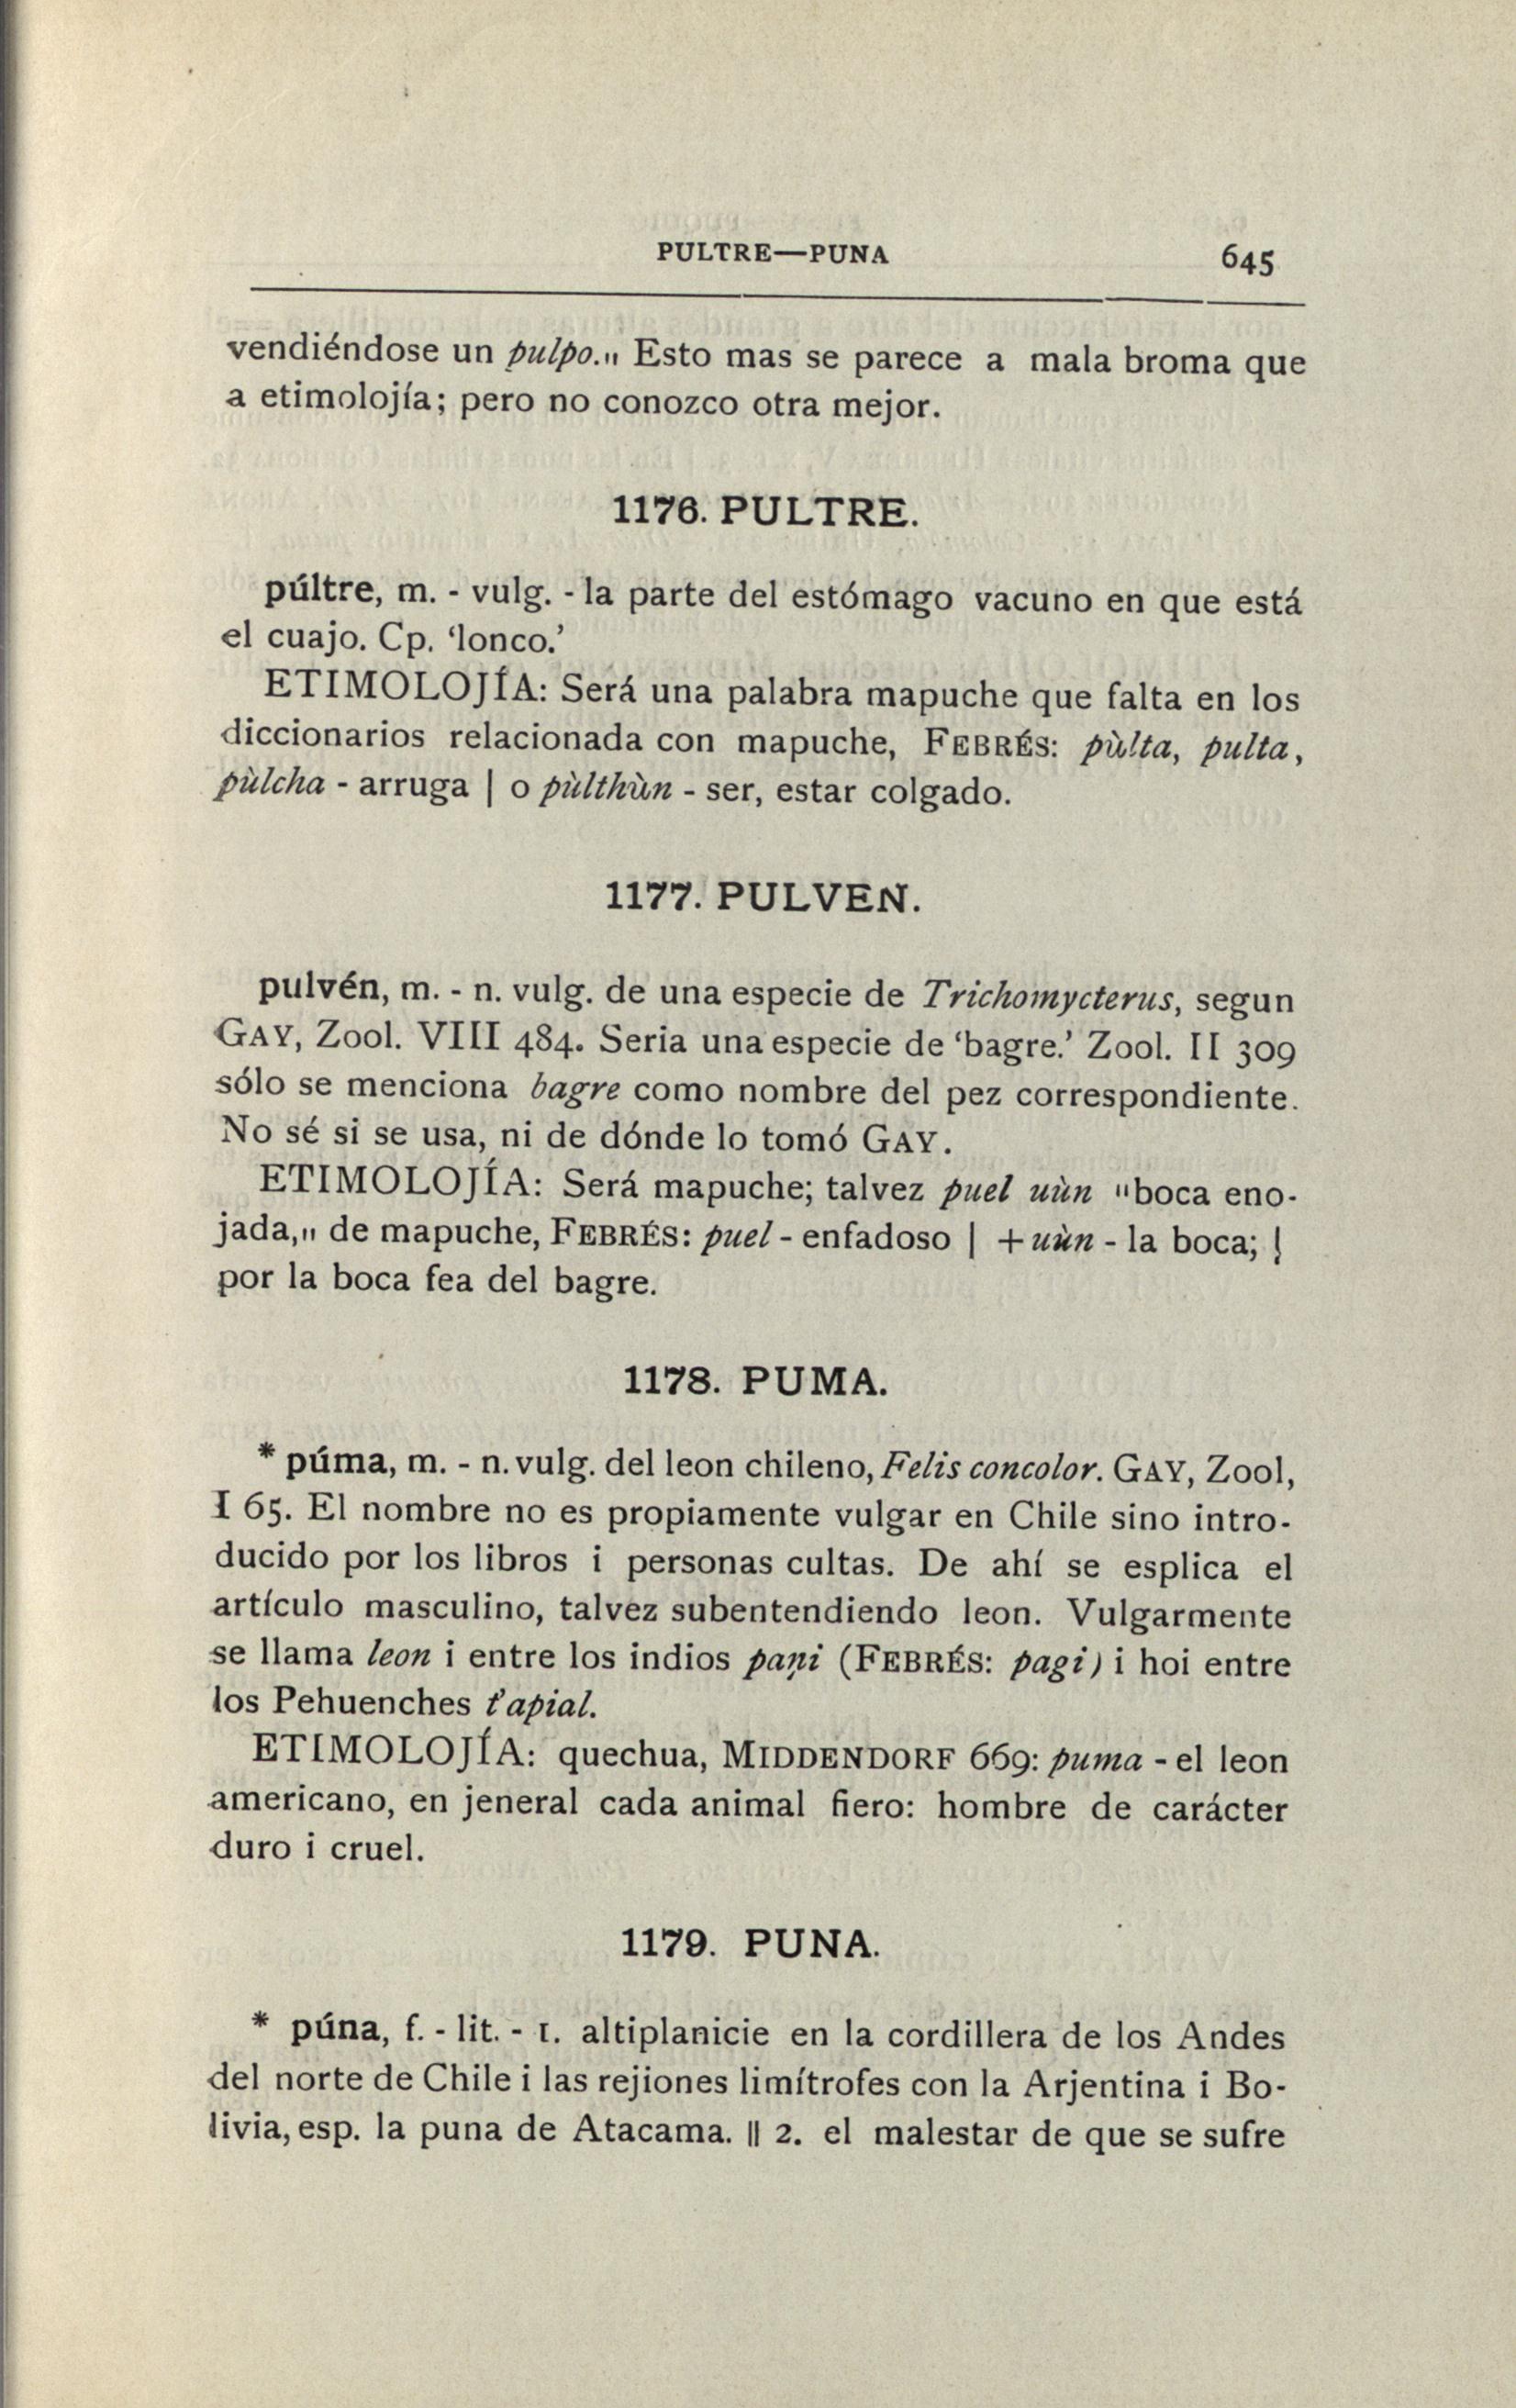 PULTRE—PUNA 645
vendiéndose un pulpo.„ Esto mas se parece a mala broma que
a etimolojía; pero no conozco otra mejor.
1176. PULTRE.
púltre, m. - vulg. - la parte del estómago vacuno en que está
el cuajo. Cp. ‘lonco.’
ETIMOLOJÍA: Será una palabra mapuche que falta en los
diccionarios relacionada con mapuche, FEBRÉS: pùlta, pulta,
pùlcha - arruga | o pùlthùn - ser, estar colgado.
1177. PULVEN.
pulvén, m. - n. vulg. de una especie de Trichomycterus, segun
GAY, Zool. VIII 484. Seria una especie de ‘bagre.’ Zool. II 309
sólo se menciona bagre como nombre del pez correspondiente.
No sé si se usa, ni de dónde lo tomó GAY.
ETIMOLOJÍA: Será mapuche; talvez puel uùn "boca eno-
jada,„ de mapuche, FEBRÉS: puel - enfadoso | + uùn - la boca; |
por la boca fea del bagre.
1178. PUMA.
* púma, m. - n. vulg. del leon chileno, Felis concolor. GAY, Zool,
I 65. El nombre no es propiamente vulgar en Chile sino intro-
ducido por los libros i personas cultas. De ahí se esplica el
artículo masculino, talvez subentendiendo leon. Vulgarmente
se llama leon i entre los indios paṇi (FEBRÉS: pagi) i hoi entre
los Pehuenches t'apial.
ETIMOLOJÍA: quechua, MIDDENDORF 669: puma - el leon
americano, en jeneral cada animal fiero: hombre de carácter
duro i cruel.
1179. PUNA.
* púna, f. - lit. - 1. altiplanicie en la cordillera de los Andes
del norte de Chile i las rejiones limítrofes con la Arjentina i Bo-
livia, esp. la puna de Atacama. || 2. el malestar de que se sufre